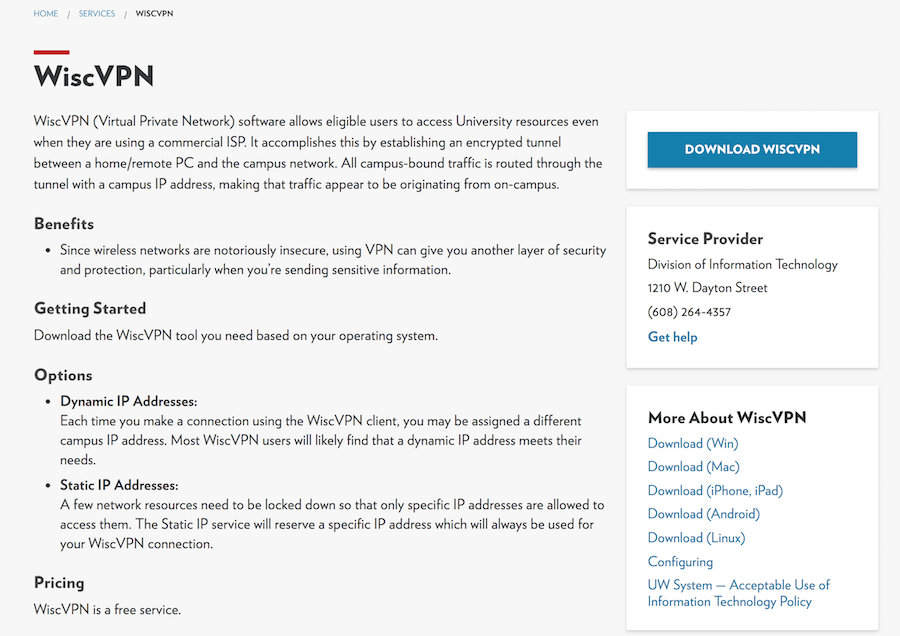 HOME / SERVICES / WISCVPN
WiscVPN
WiscVPN (Virtual Private Network) software allows eligible users to access University resources even
when they are using a commercial ISP. It accomplishes this by establishing an encrypted tunnel
between a home/remote PC and the campus network. All campus-bound traffic is routed through the
tunnel with a campus IP address, making that traffic appear to be originating from on-campus.
Benefits
• Since wireless networks are notoriously insecure, using VPN can give you another layer of security
and protection, particularly when you're sending sensitive information.
Getting Started
Download the WiscVPN tool you need based on your operating system.
Options
• Dynamic IP Addresses:
Each time you make a connection using the WiscVPN client, you may be assigned a different
campus IP address. Most WiscVPN users will likely find that a dynamic IP address meets their
needs.
• Static IP Addresses:
A few network resources need to be locked down so that only specific IP addresses are allowed to
access them. The Static IP service will reserve a specific IP address which will always be used for
your WiscVPN connection.
Pricing
WiscVPN is a free service.
DOWNLOAD WISCVPN
Service Provider
Division of Information Technology
1210 W. Dayton Street
(608) 264-4357
Get help
More About WiscVPN
Download (Win)
Download (Mac)
Download (iPhone, iPad)
Download (Android)
Download (Linux)
Configuring
UW System — Acceptable Use of
Information Technology Policy